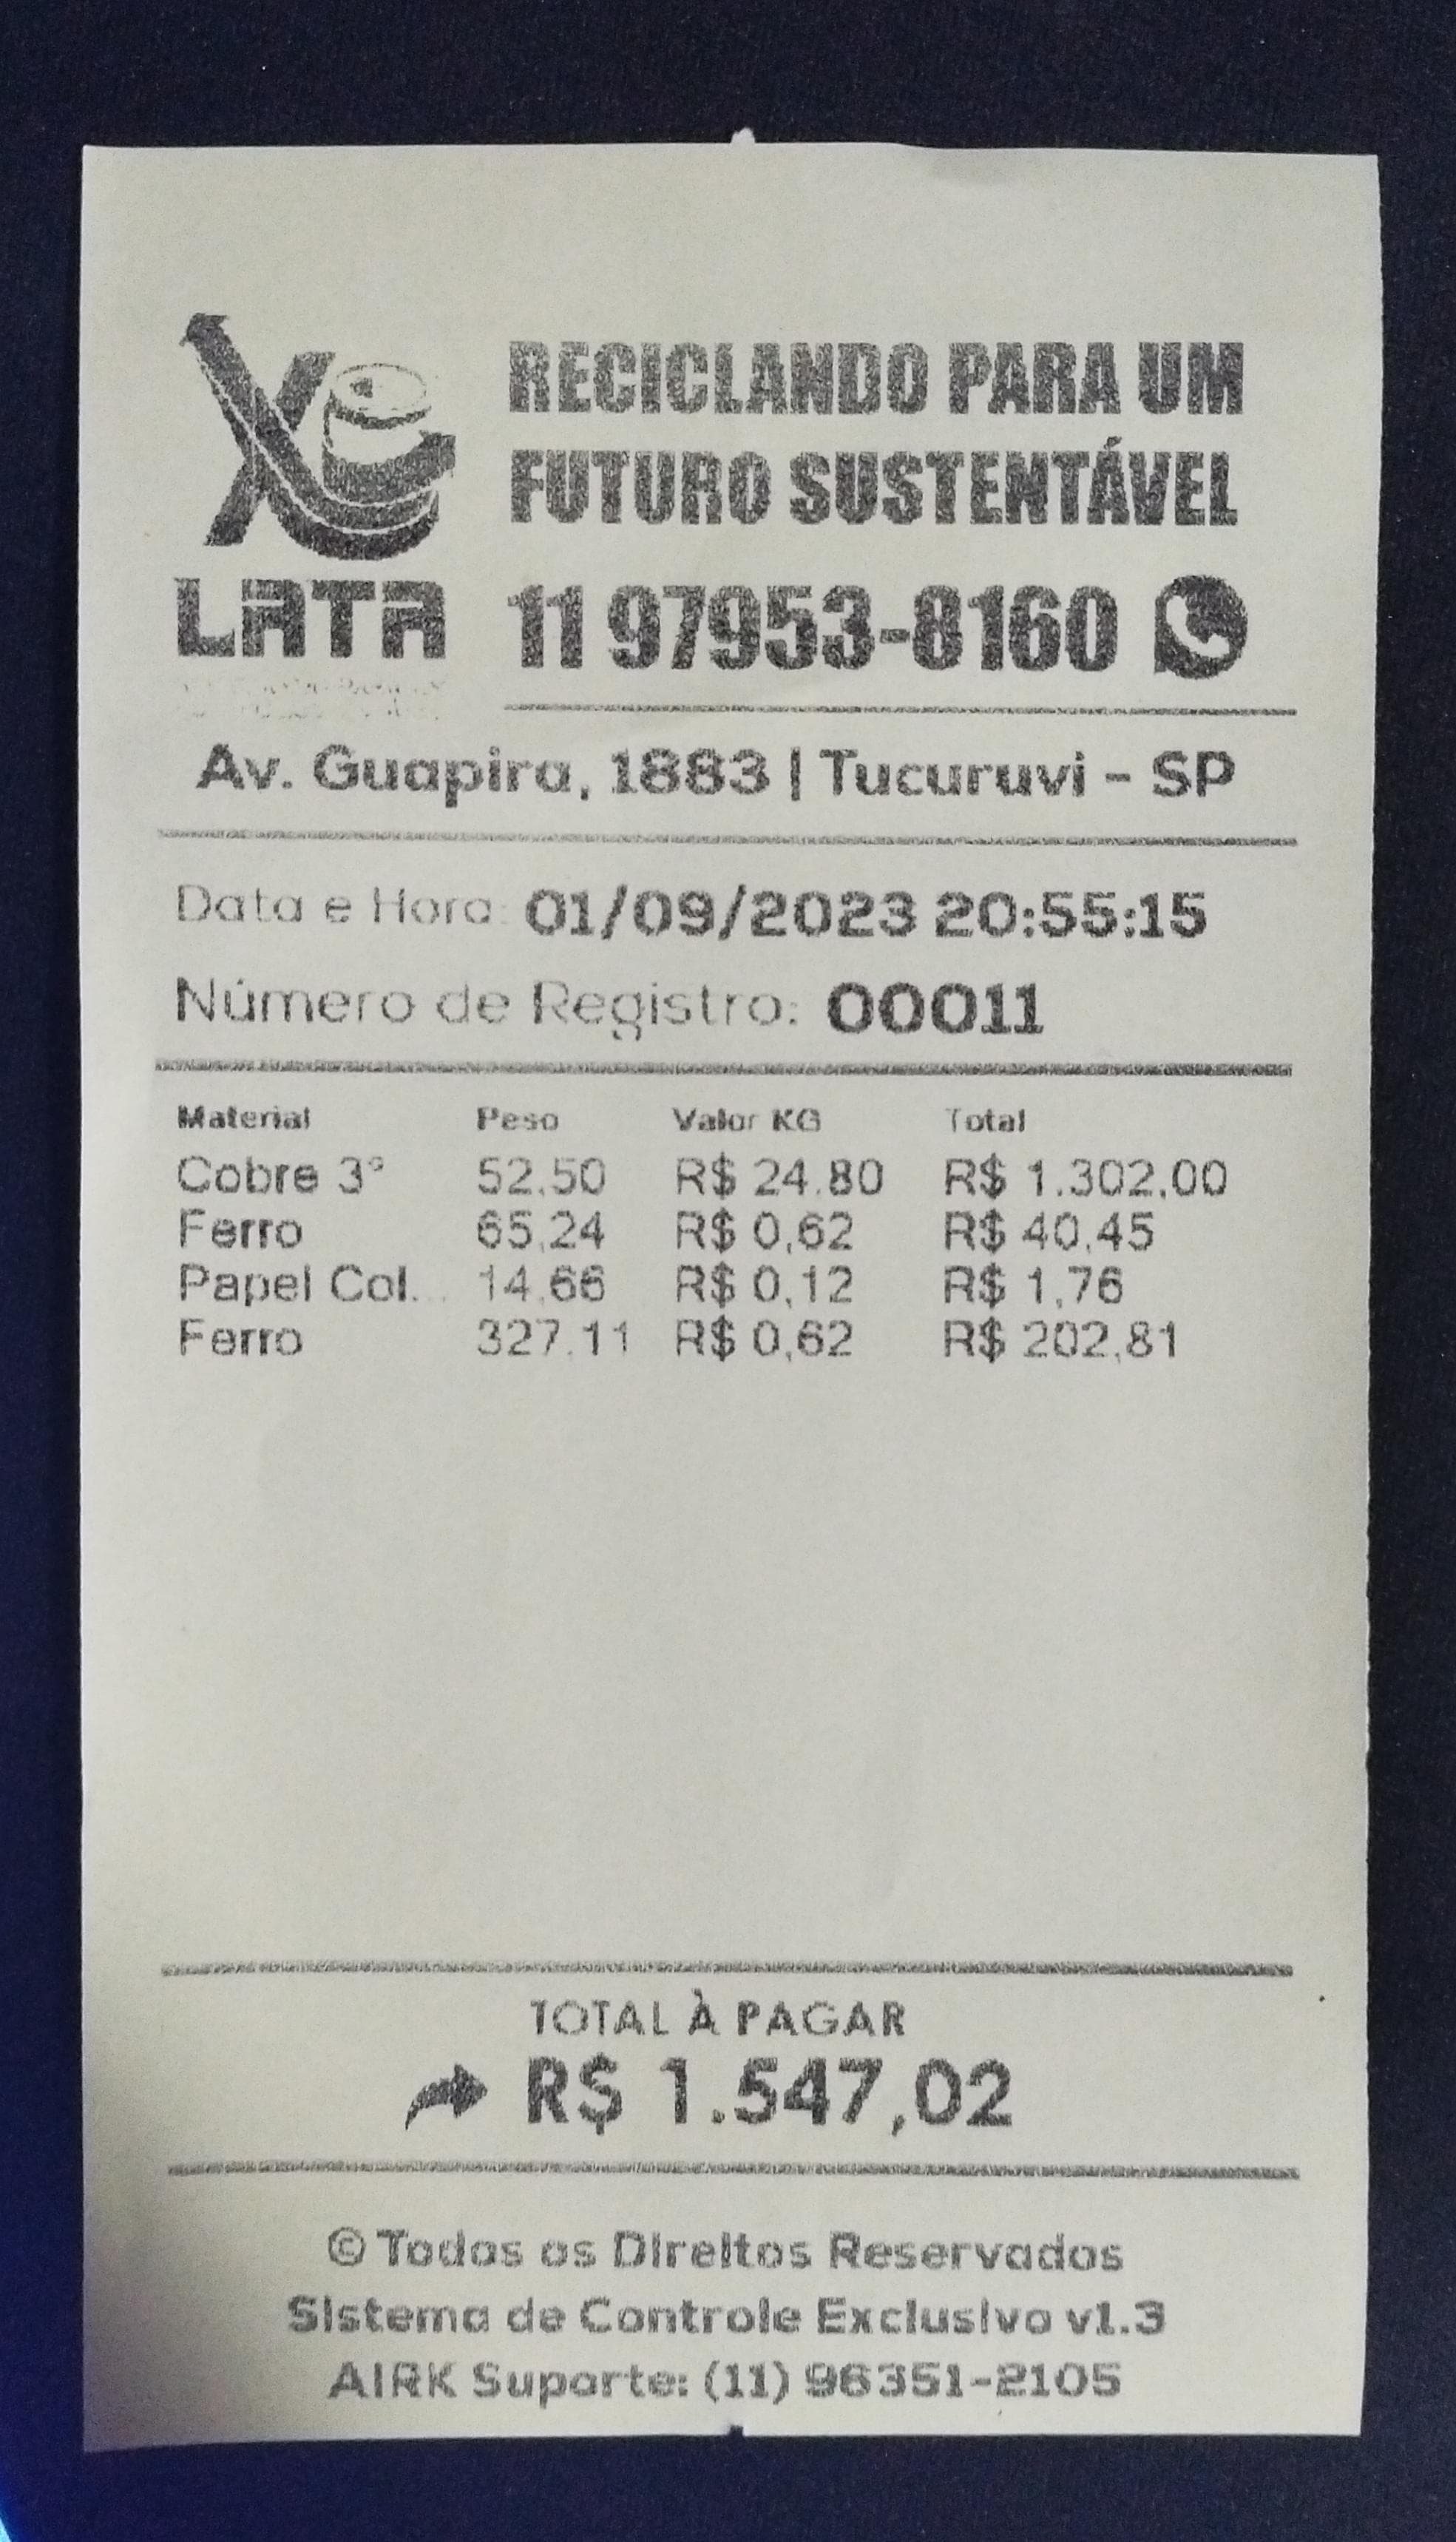 RECICLANDO PARA UM
FUTURO SUSTENTÁVEL
X LATA
11 97953-8160
Av. Guapira, 1883 | Tucuruvi - SP
Data e Hora: 01/09/2023 20:55:15
Número de Registro: 00011
Material Peso Valor KG Total
Cobre 3° 52,50 R$ 24,80 R$ 1.302,00
Ferro 65,24 R$ 0,62 R$ 40,45
Papel Col... 14,66 R$ 0,12 R$ 1,76
Ferro 327,11 R$ 0,62 R$ 202,81
TOTAL À PAGAR
R$ 1.547,02
© Todos os Direitos Reservados
Sistema de Controle Exclusivo v1.3
AIRK Suporte: (11) 96351-2105